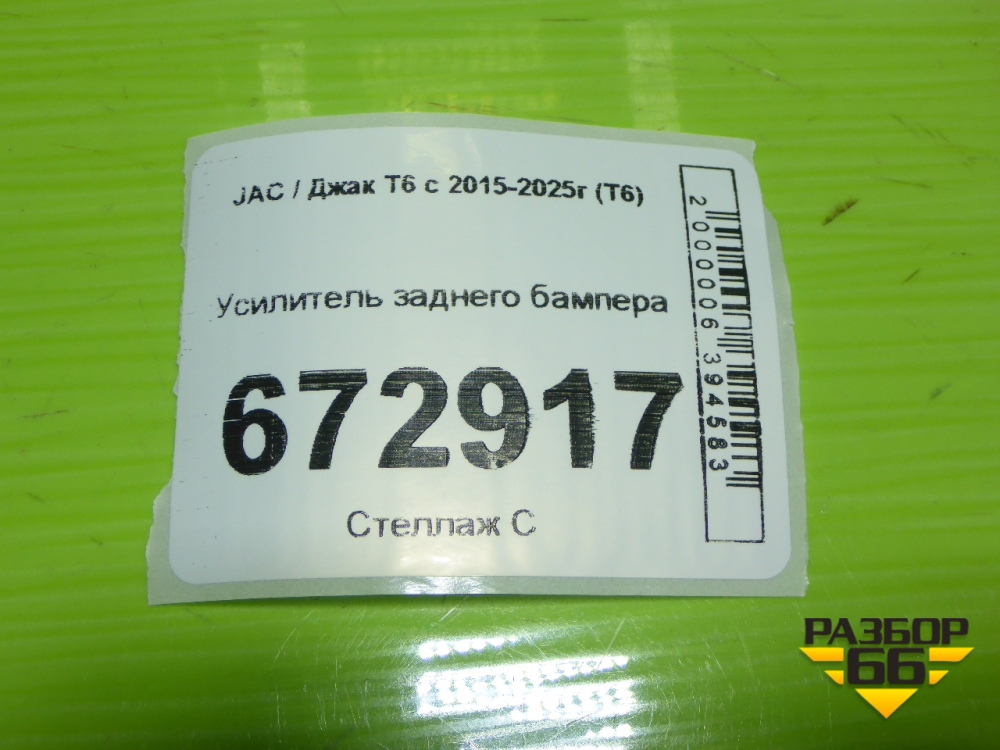 JAC / Джак Т6 с 2015-2025г (Т6)
Усилитель заднего бампера
672917
Стеллаж С
2000006394583
РАЗБОР
66